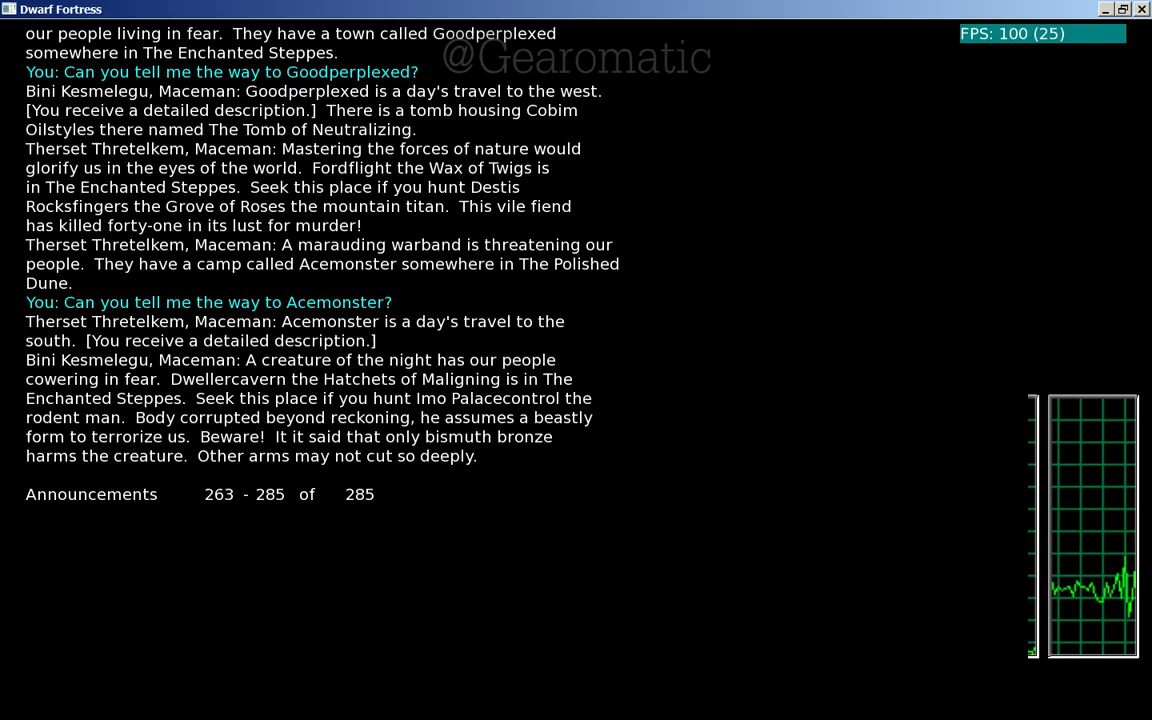 Dwarf Fortress
our people living in fear.  They have a town called Goodperplexed
FPS: 100 (25)
somewhere in The Enchanted Steppes.
@Gearomatic
You: Can you tell me the way to Goodperplexed?
Bini Kesmelegu, Maceman: Goodperplexed is a day's travel to the west.
[You receive a detailed description.]  There is a tomb housing Cobim
Oilstyles there named The Tomb of Neutralizing.
Therset Thretelkem, Maceman: Mastering the forces of nature would
glorify us in the eyes of the world.  Fordflight the Wax of Twigs is
in The Enchanted Steppes.  Seek this place if you hunt Destis
Rocksfingers the Grove of Roses the mountain titan.  This vile fiend
has killed forty-one in its lust for murder!
Therset Thretelkem, Maceman: A marauding warband is threatening our
people.  They have a camp called Acemonster somewhere in The Polished
Dune.
You: Can you tell me the way to Acemonster?
Therset Thretelkem, Maceman: Acemonster is a day's travel to the
south.  [You receive a detailed description.]
Bini Kesmelegu, Maceman: A creature of the night has our people
cowering in fear.  Dwellercavern the Hatchets of Maligning is in The
Enchanted Steppes.  Seek this place if you hunt Imo Palacecontrol the
rodent man.  Body corrupted beyond reckoning, he assumes a beastly
form to terrorize us.  Beware!  It it said that only bismuth bronze
harms the creature.  Other arms may not cut so deeply.
Announcements 263 - 285 of 285